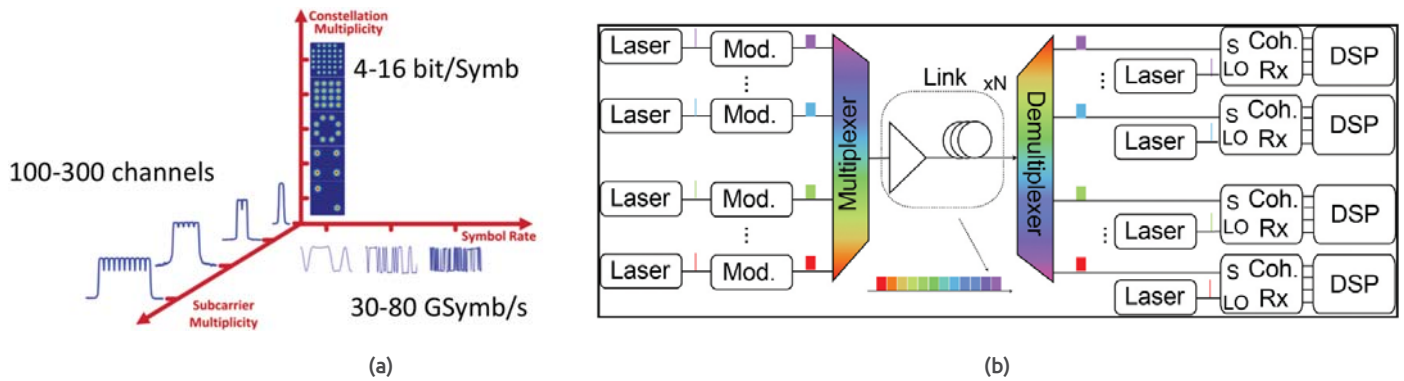 Constellation
Multiplicity
4-16 bit/Symb
100-300 channels
Symbol Rate
30-80 GSymb/s
Subcarrier
Multiplicity
(a)
Laser
Mod.
...
Laser
Mod.
Laser
Mod.
...
Laser
Mod.
Multiplexer
Link
xN
Demultiplexer
S Coh.
LO Rx
DSP
...
Laser
S Coh.
LO Rx
DSP
Laser
S Coh.
LO Rx
DSP
...
Laser
S Coh.
LO Rx
DSP
Laser
(b)